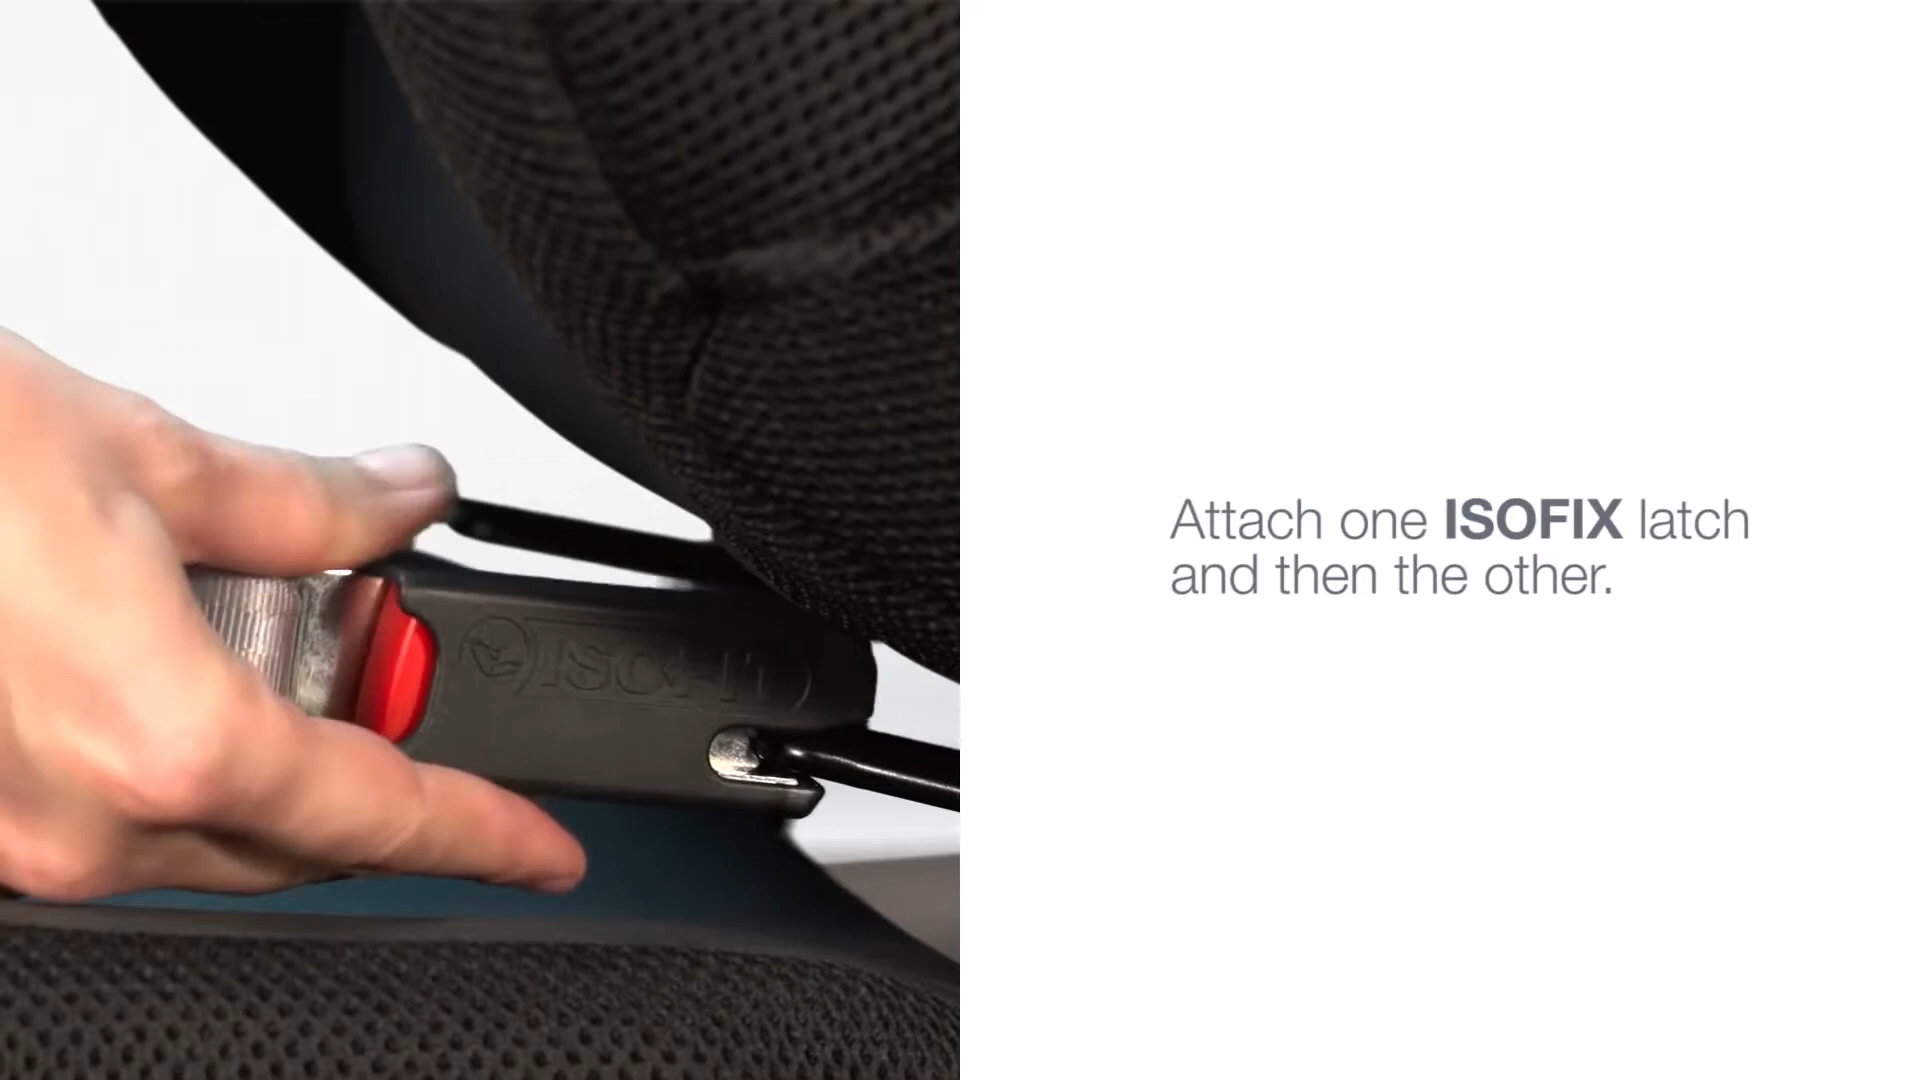 Attach one ISOFIX latch
and then the other.